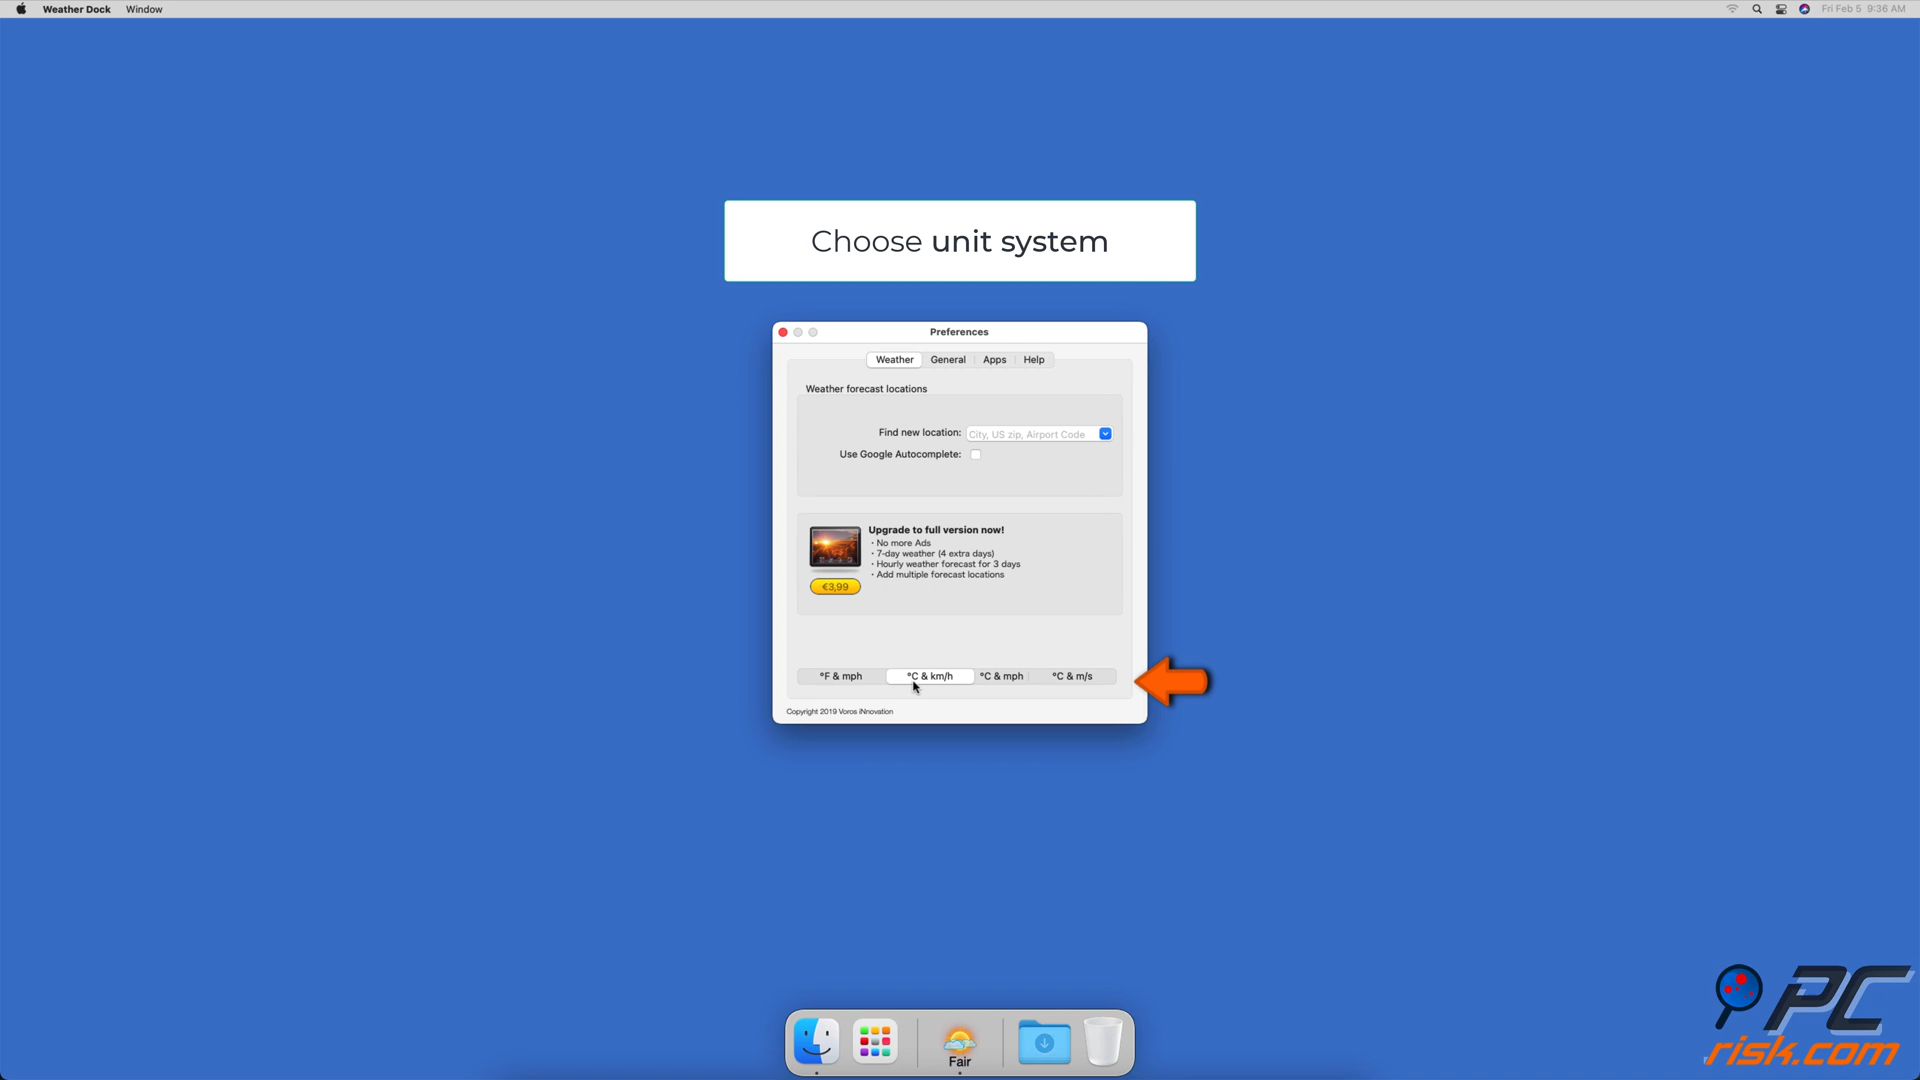 Weather Dock Window Fri Feb 5 9:36 AM
Choose unit system
Preferences
Weather General Apps Help
Weather forecast locations
Find new location: City, US zip, Airport Code
Use Google Autocomplete:
Upgrade to full version now!
· No more Ads
· 7-day weather (4 extra days)
· Hourly weather forecast for 3 days
· Add multiple forecast locations
€3,99
°F & mph °C & km/h °C & mph °C & m/s
Copyright 2019 Voros iNnovation
Fair
PC
risk.com